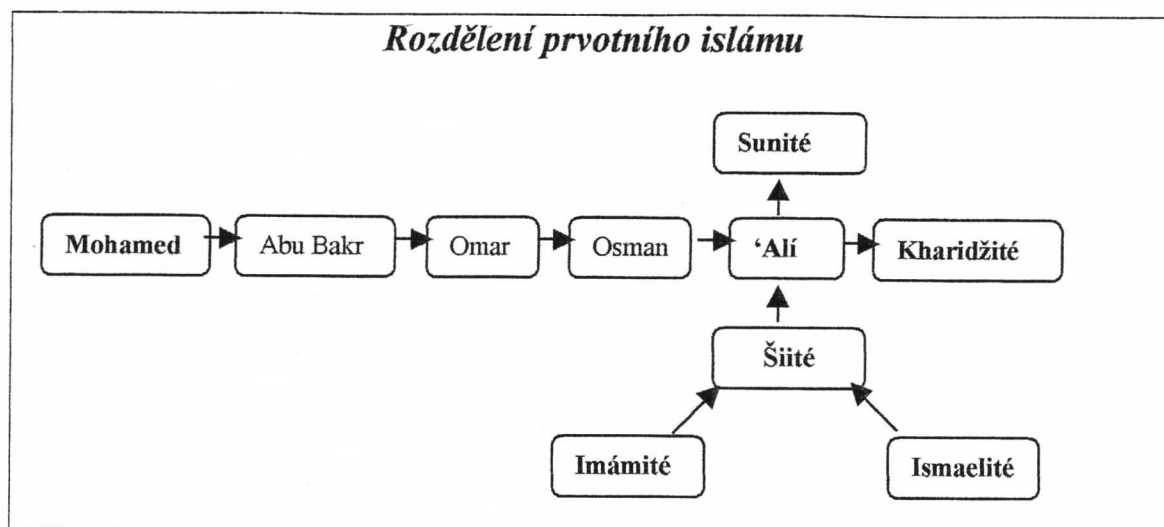 Rozdělení prvotního islámu
Sunité
Mohamed
Abu Bakr
Omar
Osman
‘Alí
Kharidžité
Šiité
Imámité
Ismaelité